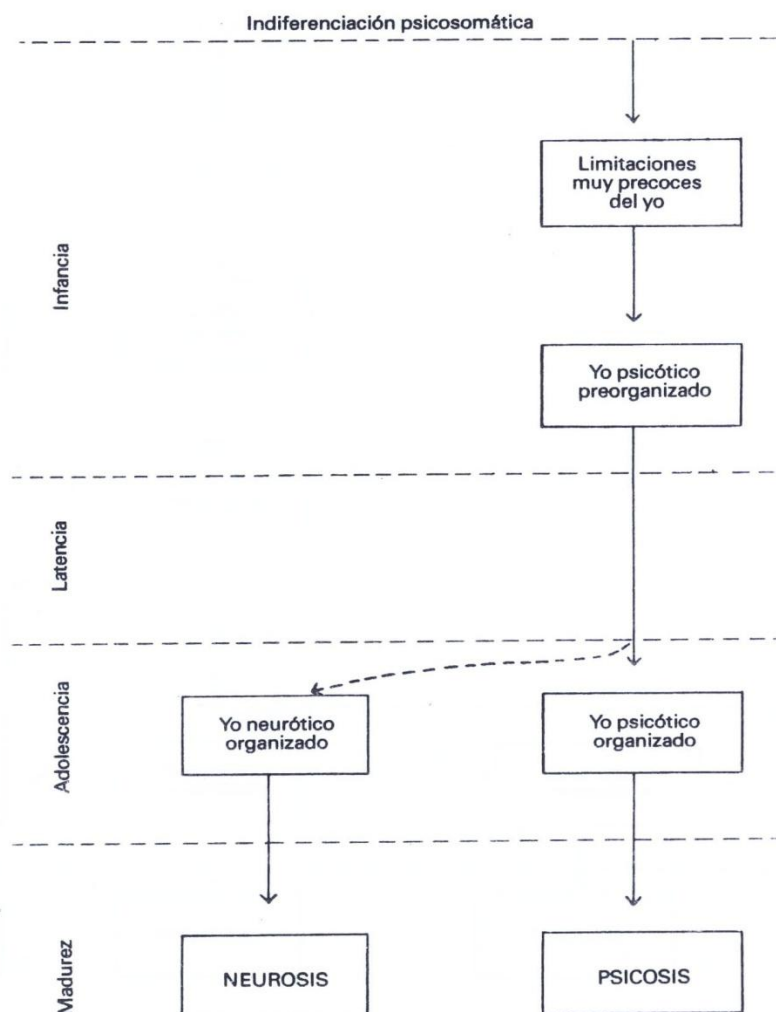 Indiferenciación psicosomática
Infancia
Limitaciones
muy precoces
del yo
Yo psicótico
preorganizado
Latencia
Adolescencia
Yo neurótico
organizado
Yo psicótico
organizado
Madurez
NEUROSIS
PSICOSIS